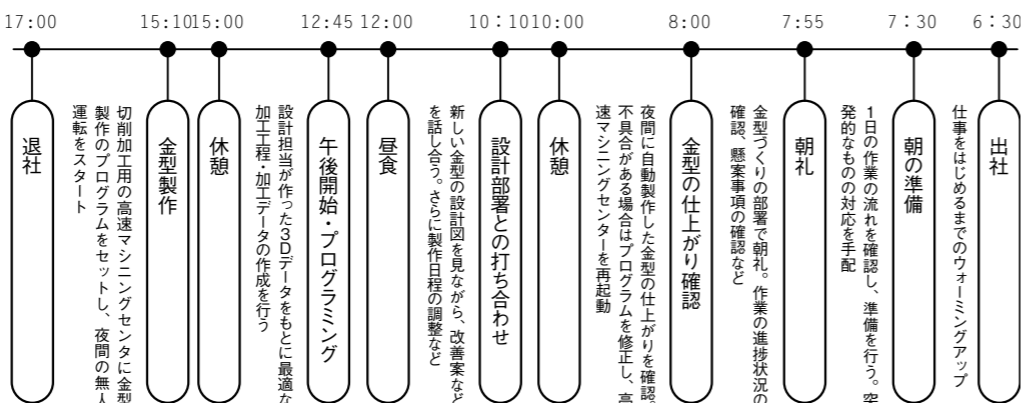 6:30
出社
仕事をはじめるまでのウォーミングアップ
7：30
朝の準備
1日の作業の流れを確認し、準備を行う。突
発的なものの対応を手配
7:55
朝礼
金型づくりの部署で朝礼。作業の進捗状況の
確認、懸案事項の確認など
8:00
金型の仕上がり確認
夜間に自動製作した金型の仕上がりを確認。
不具合がある場合はプログラムを修正し、高
速マシニングセンターを再起動
10:00
休憩
10：10
設計部署との打ち合わせ
新しい金型の設計図を見ながら、改善案など
を話し合う。さらに製作日程の調整など
12:00
昼食
12:45
午後開始・プログラミング
設計担当が作った3Dデータをもとに最適な
加工工程・加工データの作成を行う
15:00
休憩
15:10
金型製作
切削加工用の高速マシニングセンタに金型
製作のプログラムをセットし、夜間の無人
運転をスタート
17:00
退社